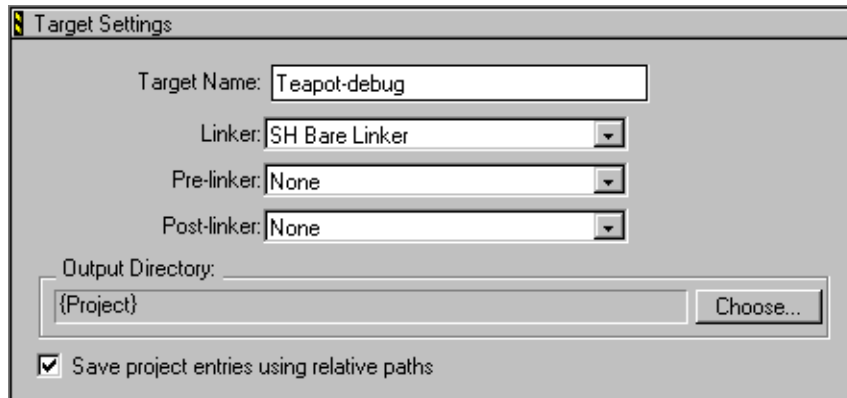 Target Settings
Target Name: Teapot-debug
Linker: SH Bare Linker
Pre-linker: None
Post-linker: None
Output Directory:
{Project} Choose...
Save project entries using relative paths